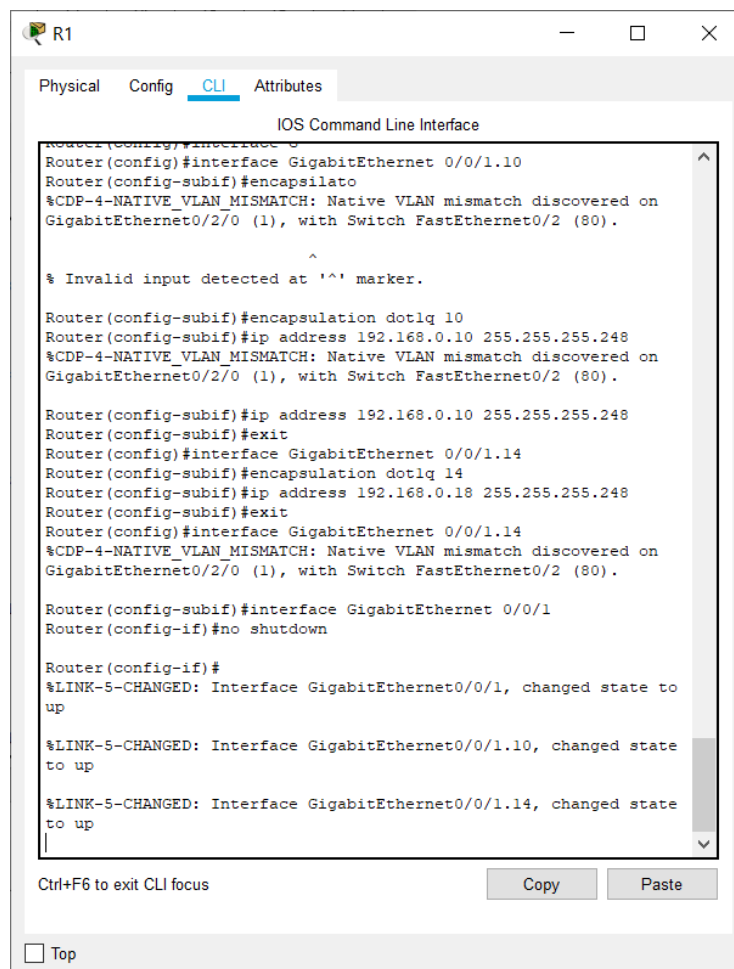 R1
Physical Config CLI Attributes
IOS Command Line Interface
Router(config)#interface G
Router(config)#interface GigabitEthernet 0/0/1.10
Router(config-subif)#encapsilato
%CDP-4-NATIVE_VLAN_MISMATCH: Native VLAN mismatch discovered on
GigabitEthernet0/2/0 (1), with Switch FastEthernet0/2 (80).
^
% Invalid input detected at '^' marker.
Router(config-subif)#encapsulation dot1q 10
Router(config-subif)#ip address 192.168.0.10 255.255.255.248
%CDP-4-NATIVE_VLAN_MISMATCH: Native VLAN mismatch discovered on
GigabitEthernet0/2/0 (1), with Switch FastEthernet0/2 (80).
Router(config-subif)#ip address 192.168.0.10 255.255.255.248
Router(config-subif)#exit
Router(config)#interface GigabitEthernet 0/0/1.14
Router(config-subif)#encapsulation dot1q 14
Router(config-subif)#ip address 192.168.0.18 255.255.255.248
Router(config-subif)#exit
Router(config)#interface GigabitEthernet 0/0/1.14
%CDP-4-NATIVE_VLAN_MISMATCH: Native VLAN mismatch discovered on
GigabitEthernet0/2/0 (1), with Switch FastEthernet0/2 (80).
Router(config-subif)#interface GigabitEthernet 0/0/1
Router(config-if)#no shutdown
Router(config-if)#
%LINK-5-CHANGED: Interface GigabitEthernet0/0/1, changed state to
up
%LINK-5-CHANGED: Interface GigabitEthernet0/0/1.10, changed state
to up
%LINK-5-CHANGED: Interface GigabitEthernet0/0/1.14, changed state
to up
Ctrl+F6 to exit CLI focus
Copy Paste
Top